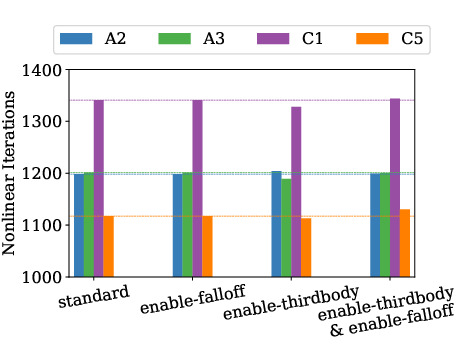 A2 A3 C1 C5
1400
1300
1200
1100
1000
Nonlinear Iterations
standard
enable-falloff
enable-thirdbody
enable-thirdbody
& enable-falloff